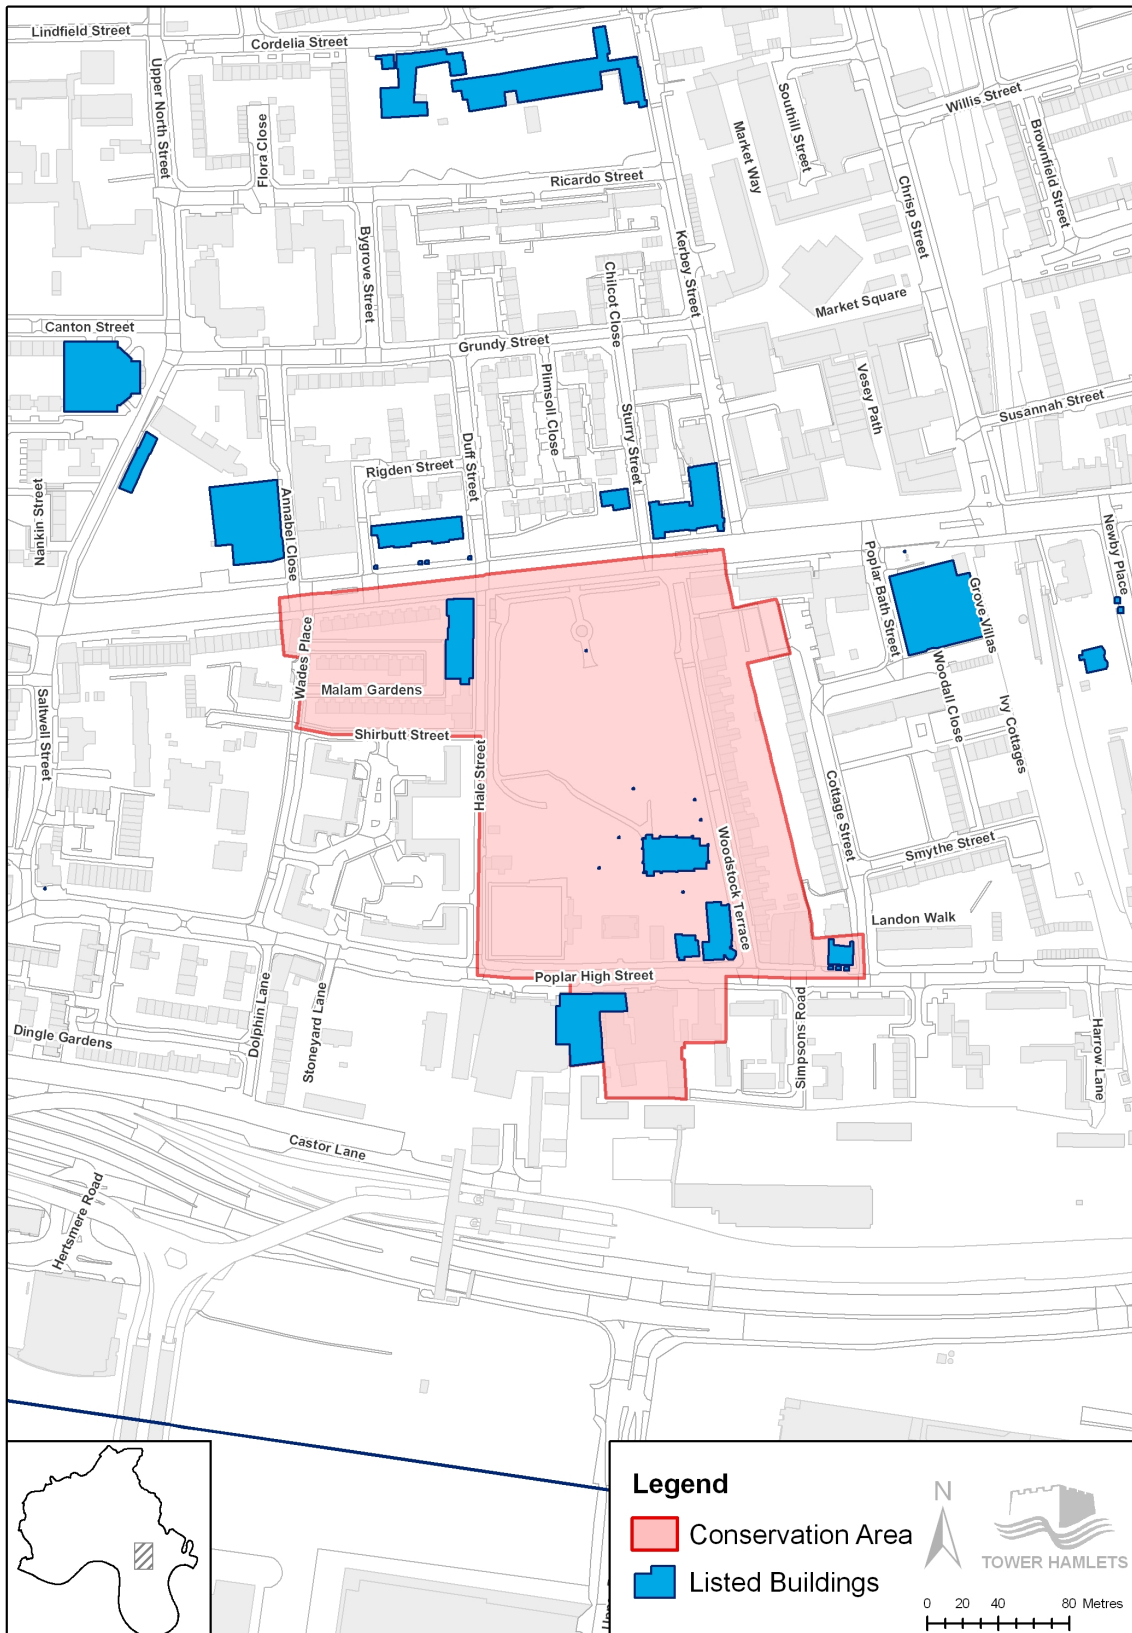 Lindfield Street
Cordelia Street
Upper North Street
Flora Close
Southill Street
Willis Street
Market Way
Brownfield Street
Ricardo Street
Chrisp Street
Bygrove Street
Kerbey Street
Chilcot Close
Market Square
Canton Street
Grundy Street
Plimsoll Close
Vesey Path
Susannah Street
Sturry Street
Duff Street
Rigden Street
Nankin Street
Annabel Close
Newby Place
Poplar Bath Street
Grove Villas
Wades Place
Malam Gardens
Saltwell Street
Shirbutt Street
Woodall Close
Ivy Cottages
Hale Street
Cottage Street
Smythe Street
Woodstock Terrace
Landon Walk
Poplar High Street
Dolphin Lane
Stoneyard Lane
Simpsons Road
Dingle Gardens
Harrow Lane
Castor Lane
Hertsmere Road
Legend
Conservation Area
Listed Buildings
N
TOWER HAMLETS
0 20 40 80 Metres